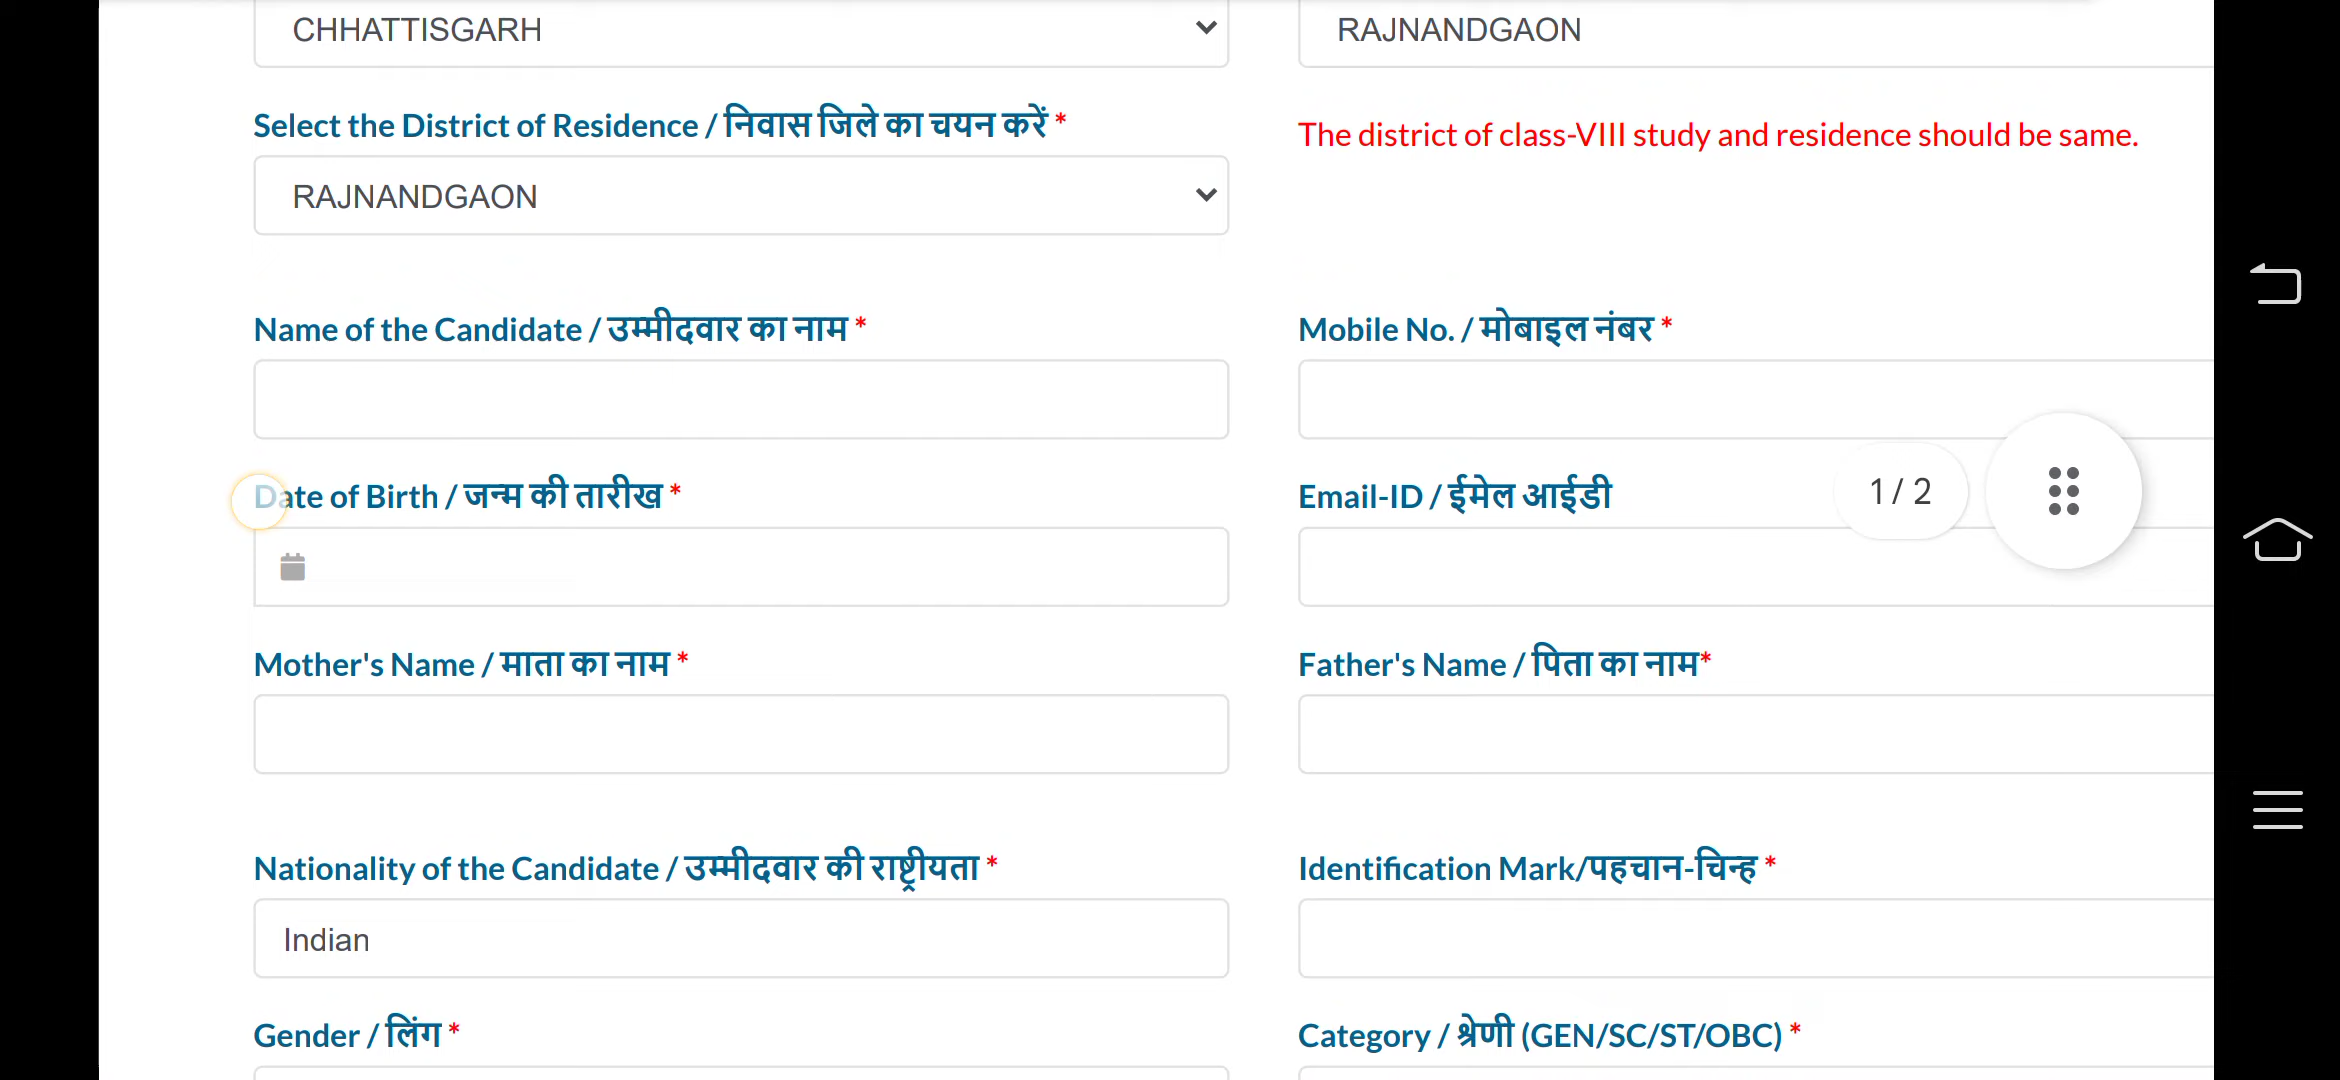 CHHATTISGARH
RAJNANDGAON
Select the District of Residence / निवास जिले का चयन करें *
The district of class-VIII study and residence should be same.
RAJNANDGAON
Name of the Candidate / उम्मीदवार का नाम *
Mobile No. / मोबाइल नंबर *
Date of Birth / जन्म की तारीख *
Email-ID / ईमेल आईडी
1 / 2
Mother's Name / माता का नाम *
Father's Name / पिता का नाम*
Nationality of the Candidate / उम्मीदवार की राष्ट्रीयता *
Identification Mark/पहचान-चिन्ह *
Indian
Gender / लिंग *
Category / श्रेणी (GEN/SC/ST/OBC) *